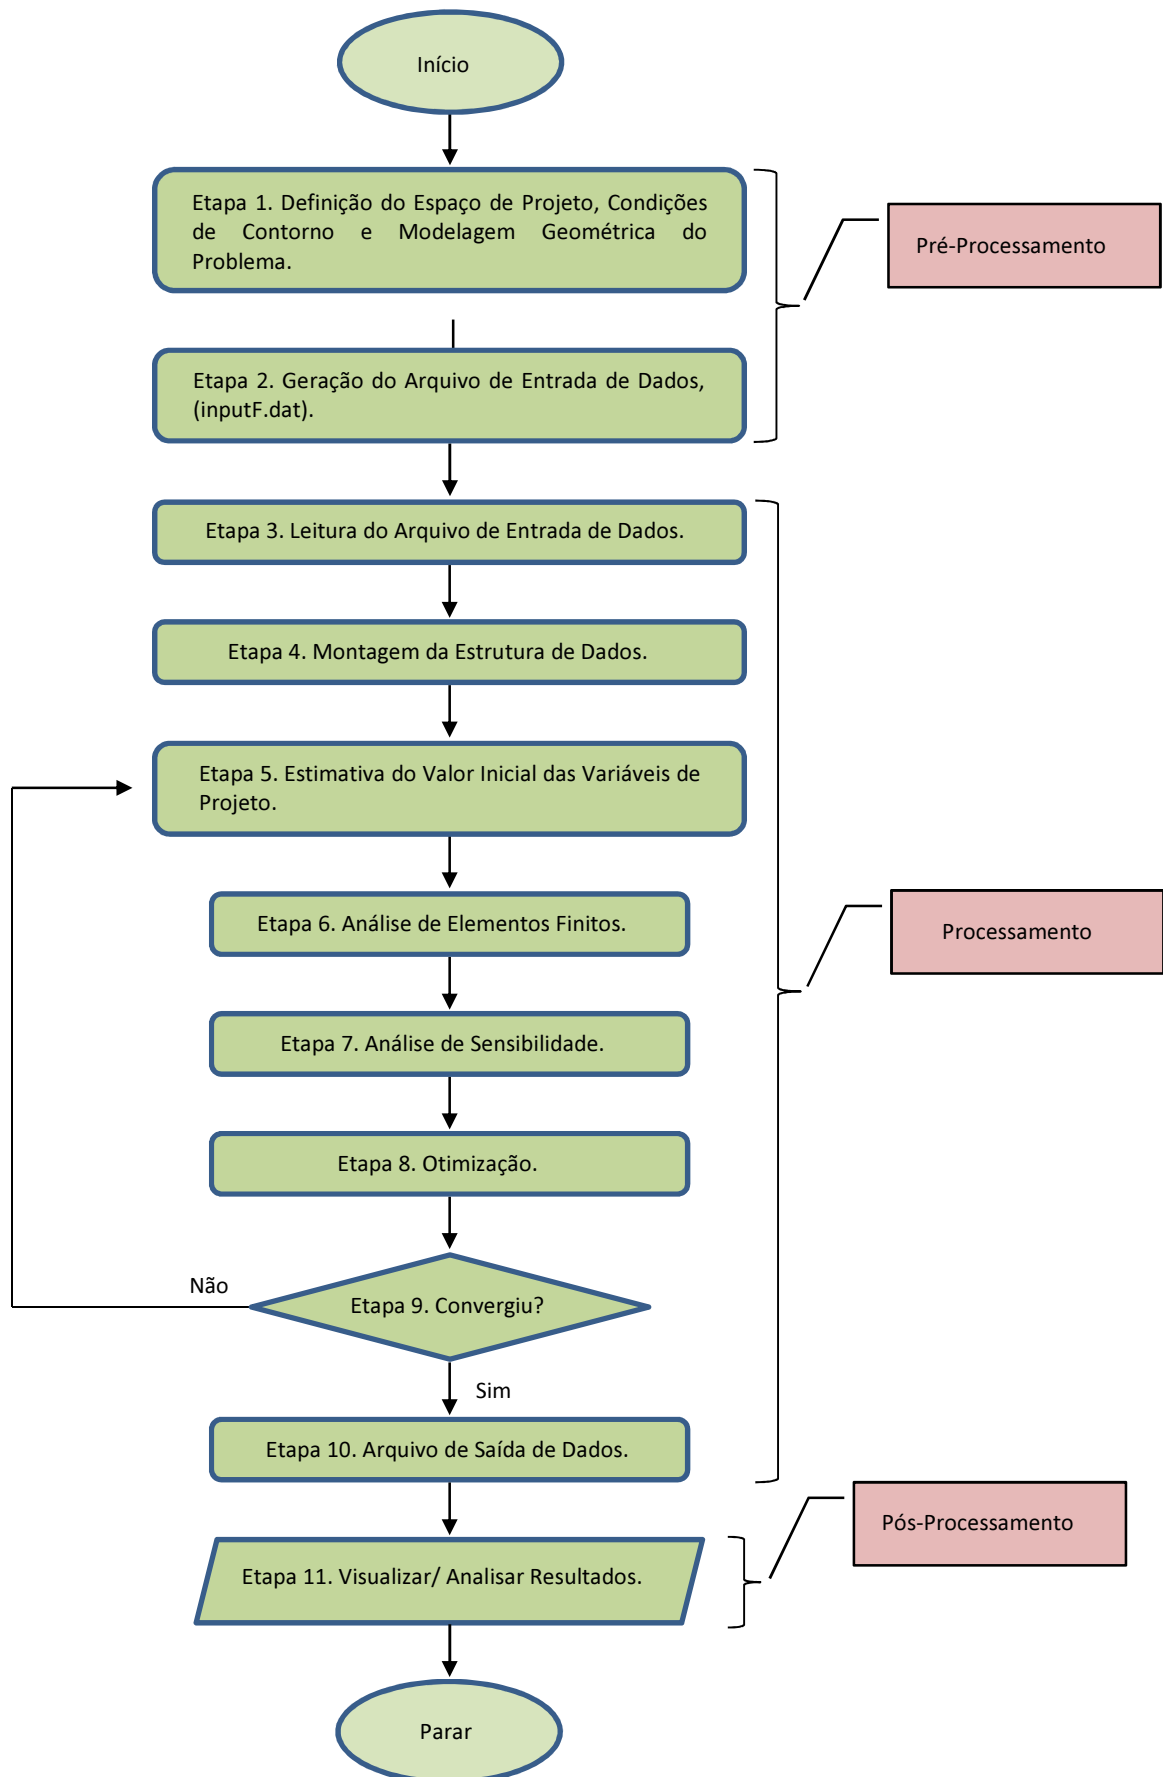 Início
Etapa 1. Definição do Espaço de Projeto, Condições
de Contorno e Modelagem Geométrica do
Problema.
Pré-Processamento
Etapa 2. Geração do Arquivo de Entrada de Dados,
(inputF.dat).
Etapa 3. Leitura do Arquivo de Entrada de Dados.
Etapa 4. Montagem da Estrutura de Dados.
Etapa 5. Estimativa do Valor Inicial das Variáveis de
Projeto.
Etapa 6. Análise de Elementos Finitos.
Processamento
Etapa 7. Análise de Sensibilidade.
Etapa 8. Otimização.
Não
Etapa 9. Convergiu?
Sim
Etapa 10. Arquivo de Saída de Dados.
Pós-Processamento
Etapa 11. Visualizar/ Analisar Resultados.
Parar